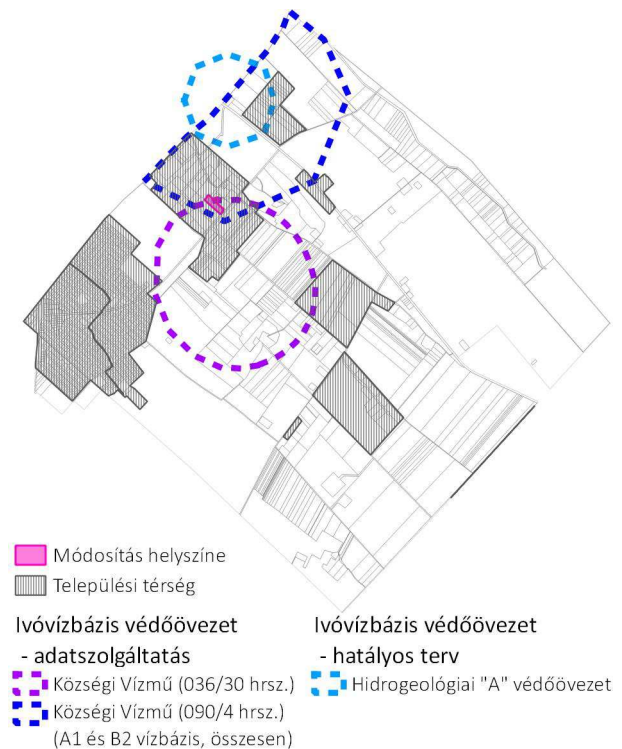 Módosítás helyszíne
Települési térség
Ivóvízbázis védőövezet
- adatszolgáltatás
Községi Vízmű (036/30 hrsz.)
Községi Vízmű (090/4 hrsz.)
(A1 és B2 vízbázis, összesen)
Ivóvízbázis védőövezet
- hatályos terv
Hidrogeológiai "A" védőövezet